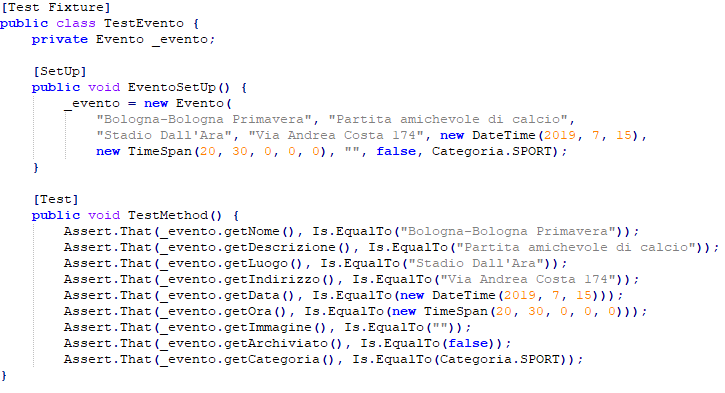 [Test Fixture]
public class TestEvento {
    private Evento _evento;

    [SetUp]
    public void EventoSetUp() {
        _evento = new Evento(
            "Bologna-Bologna Primavera", "Partita amichevole di calcio",
            "Stadio Dall'Ara", "Via Andrea Costa 174", new DateTime(2019, 7, 15),
            new TimeSpan(20, 30, 0, 0, 0), "", false, Categoria.SPORT);
    }

    [Test]
    public void TestMethod() {
        Assert.That(_evento.getNome(), Is.EqualTo("Bologna-Bologna Primavera"));
        Assert.That(_evento.getDescrizione(), Is.EqualTo("Partita amichevole di calcio"));
        Assert.That(_evento.getLuogo(), Is.EqualTo("Stadio Dall'Ara"));
        Assert.That(_evento.getIndirizzo(), Is.EqualTo("Via Andrea Costa 174"));
        Assert.That(_evento.getData(), Is.EqualTo(new DateTime(2019, 7, 15)));
        Assert.That(_evento.getOra(), Is.EqualTo(new TimeSpan(20, 30, 0, 0, 0)));
        Assert.That(_evento.getImmagine(), Is.EqualTo(""));
        Assert.That(_evento.getArchiviato(), Is.EqualTo(false));
        Assert.That(_evento.getCategoria(), Is.EqualTo(Categoria.SPORT));
}